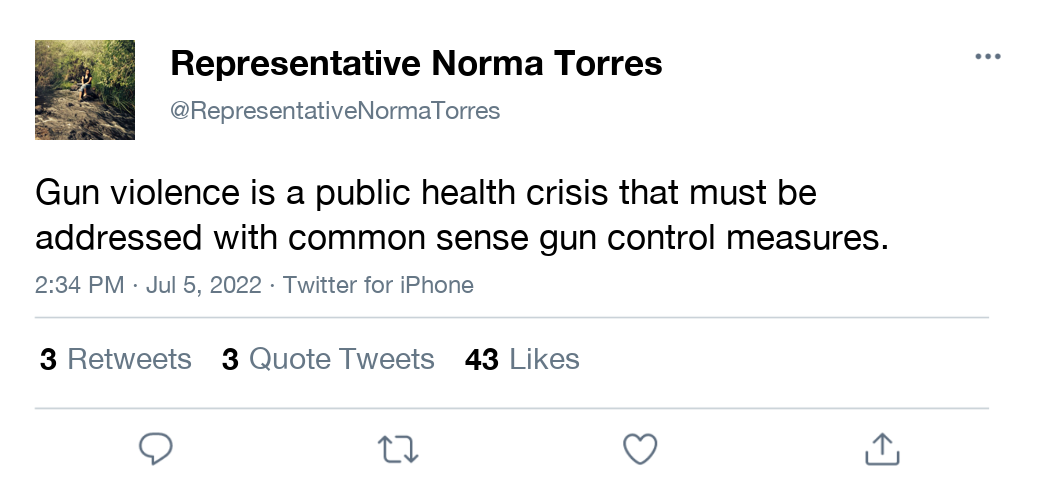 Representative Norma Torres
@RepresentativeNormaTorres
Gun violence is a public health crisis that must be
addressed with common sense gun control measures.
2:34 PM · Jul 5, 2022 · Twitter for iPhone
3 Retweets 3 Quote Tweets 43 Likes